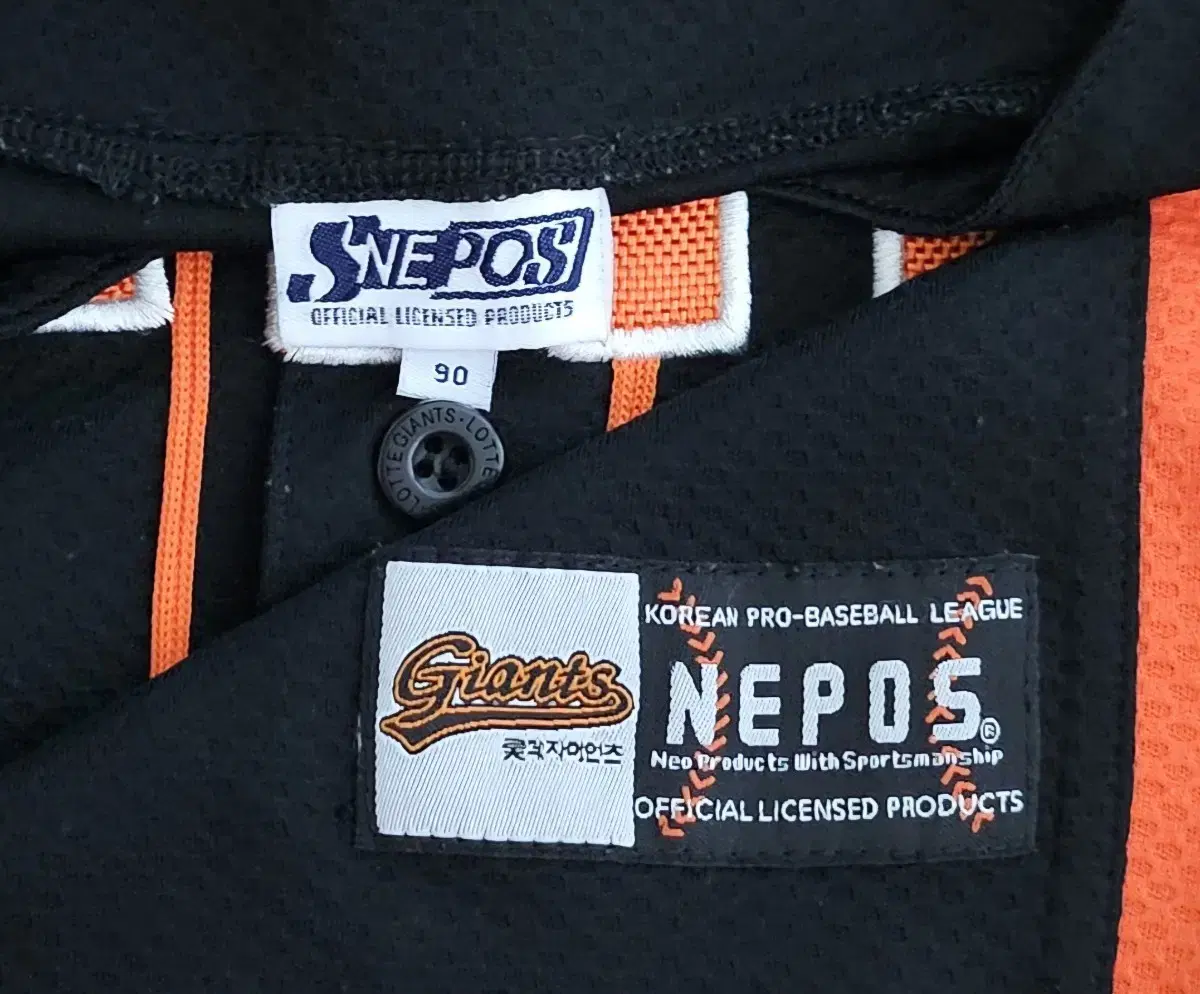 SNEPOS
OFFICIAL LICENSED PRODUCTS
90
LOTTE GIANTS · LOTTE
KOREAN PRO-BASEBALL LEAGUE
Giants
NEPOS®
롯데자이언츠
Neo Products With Sportsmanship
OFFICIAL LICENSED PRODUCTS